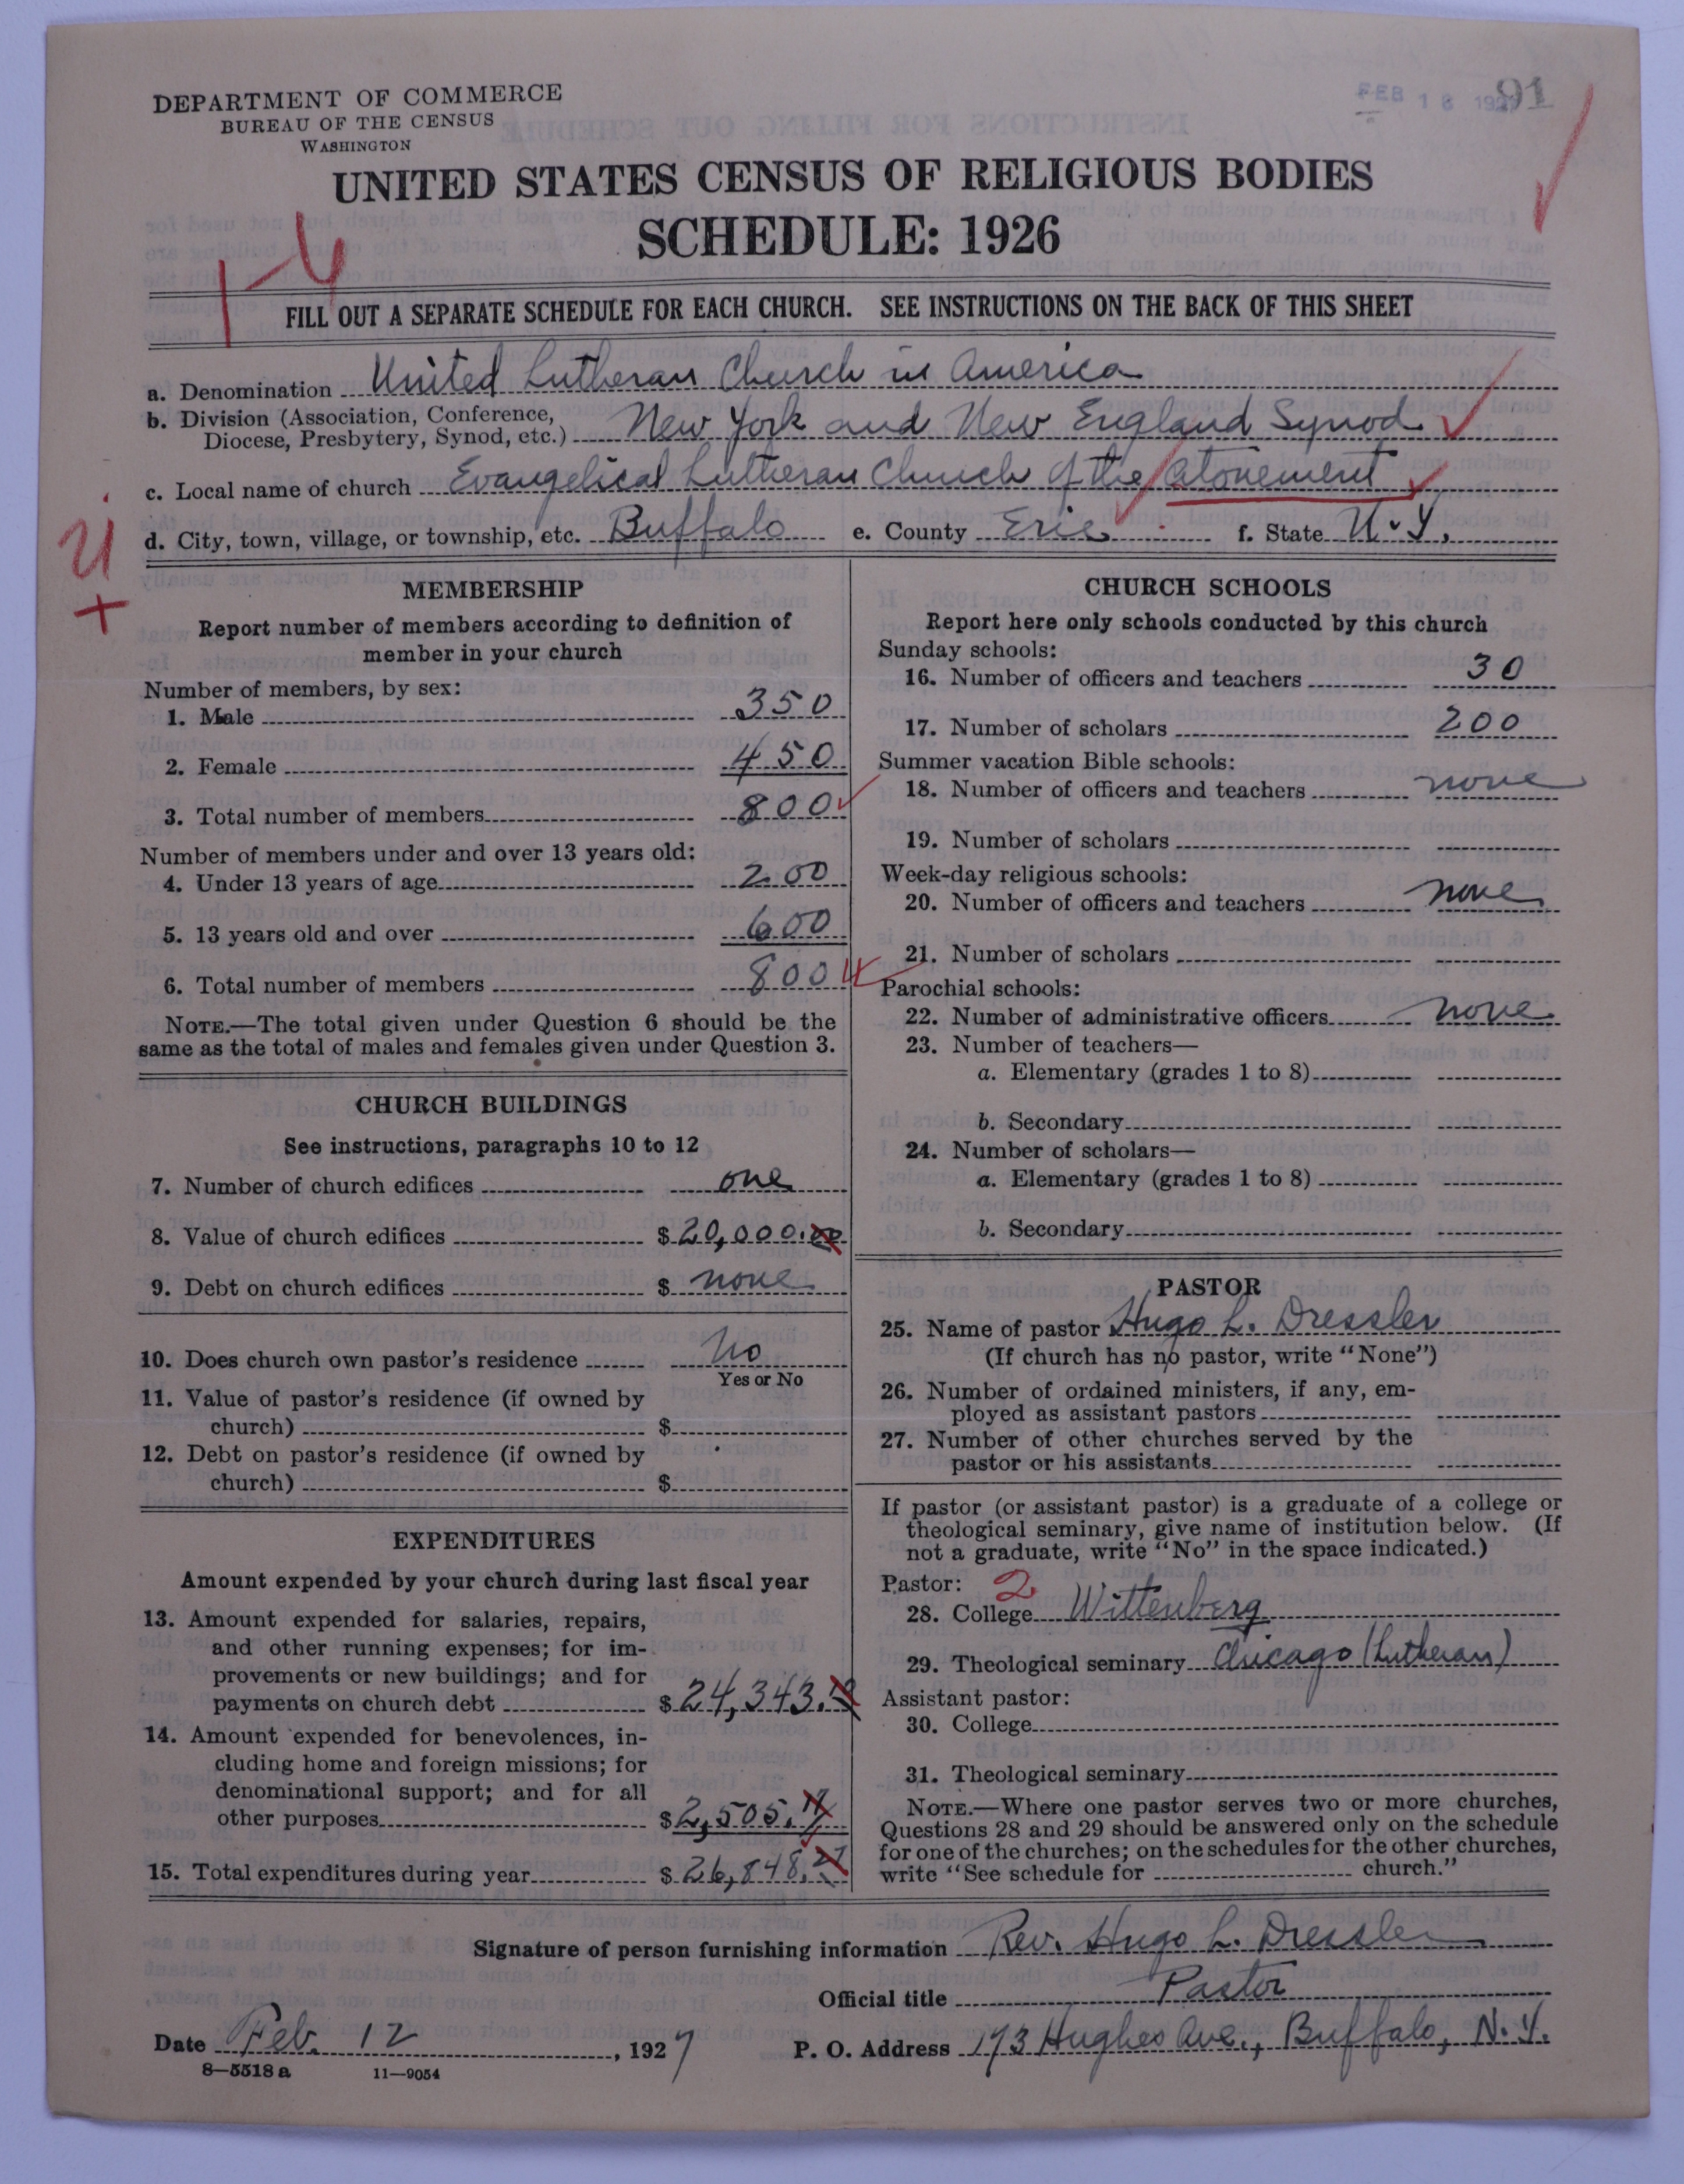 DEPARTMENT OF COMMERCE
BUREAU OF THE CENSUS
WASHINGTON
FEB 18 1927
91
UNITED STATES CENSUS OF RELIGIOUS BODIES
SCHEDULE: 1926
FILL OUT A SEPARATE SCHEDULE FOR EACH CHURCH. SEE INSTRUCTIONS ON THE BACK OF THIS SHEET
a. Denomination United Lutheran Church in America
b. Division (Association, Conference,
Diocese, Presbytery, Synod, etc.) New York and New England Synod
c. Local name of church Evangelical Lutheran Church of the Atonement
d. City, town, village, or township, etc. Buffalo e. County Erie f. State N.Y.
MEMBERSHIP
Report number of members according to definition of
member in your church
Number of members, by sex:
1. Male 350
2. Female 450
3. Total number of members 800
Number of members under and over 13 years old:
4. Under 13 years of age 200
5. 13 years old and over 600
6. Total number of members 800
NOTE.—The total given under Question 6 should be the
same as the total of males and females given under Question 3.
CHURCH BUILDINGS
See instructions, paragraphs 10 to 12
7. Number of church edifices one
8. Value of church edifices $ 20,000.00
9. Debt on church edifices $ none
10. Does church own pastor's residence No
Yes or No
11. Value of pastor's residence (if owned by
church) $
12. Debt on pastor's residence (if owned by
church) $
EXPENDITURES
Amount expended by your church during last fiscal year
13. Amount expended for salaries, repairs,
and other running expenses; for im-
provements or new buildings; and for
payments on church debt $ 24,343.
14. Amount expended for benevolences, in-
cluding home and foreign missions; for
denominational support; and for all
other purposes $ 2,505.
15. Total expenditures during year $ 26,848.
CHURCH SCHOOLS
Report here only schools conducted by this church
Sunday schools:
16. Number of officers and teachers 30
17. Number of scholars 200
Summer vacation Bible schools:
18. Number of officers and teachers none
19. Number of scholars
Week-day religious schools:
20. Number of officers and teachers none
21. Number of scholars
Parochial schools:
22. Number of administrative officers none
23. Number of teachers—
a. Elementary (grades 1 to 8)
b. Secondary
24. Number of scholars—
a. Elementary (grades 1 to 8)
b. Secondary
PASTOR
25. Name of pastor Hugo L. Dressler
(If church has no pastor, write "None")
26. Number of ordained ministers, if any, em-
ployed as assistant pastors
27. Number of other churches served by the
pastor or his assistants
If pastor (or assistant pastor) is a graduate of a college or
theological seminary, give name of institution below. (If
not a graduate, write "No" in the space indicated.)
Pastor: 2
28. College Wittenberg
29. Theological seminary Chicago (Lutheran)
Assistant pastor:
30. College
31. Theological seminary
NOTE.—Where one pastor serves two or more churches,
Questions 28 and 29 should be answered only on the schedule
for one of the churches; on the schedules for the other churches,
write "See schedule for church."
Signature of person furnishing information Rev. Hugo L. Dressler
Official title Pastor
Date Feb. 12, 1927 P. O. Address 173 Hughes Ave., Buffalo, N.Y.
8—5518 a 11—9054